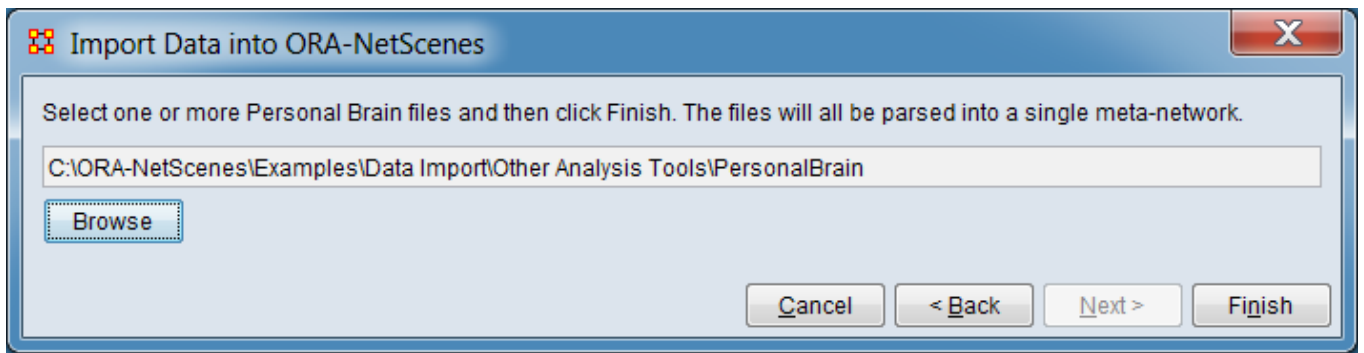 Import Data into ORA-NetScenes
Select one or more Personal Brain files and then click Finish. The files will all be parsed into a single meta-network.
C:\ORA-NetScenes\Examples\Data Import\Other Analysis Tools\PersonalBrain
Browse
Cancel < Back Next > Finish